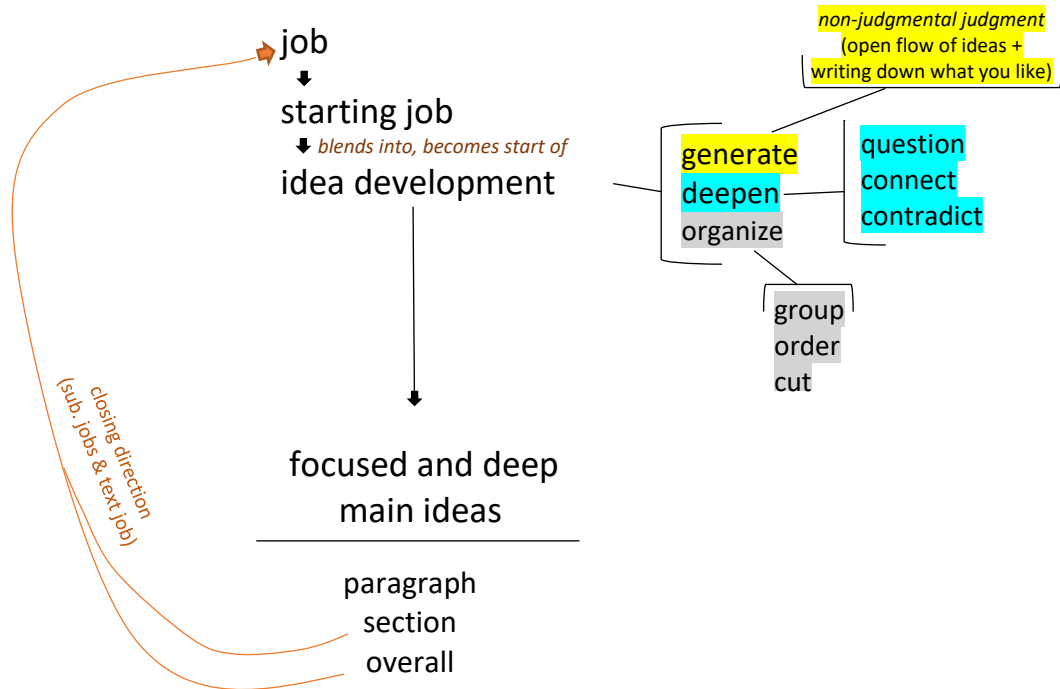 non-judgmental judgment
(open flow of ideas +
writing down what you like)
job
starting job
blends into, becomes start of
idea development
generate
deepen
organize
question
connect
contradict
group
order
cut
closing direction
(sub. jobs & text job)
focused and deep
main ideas
paragraph
section
overall